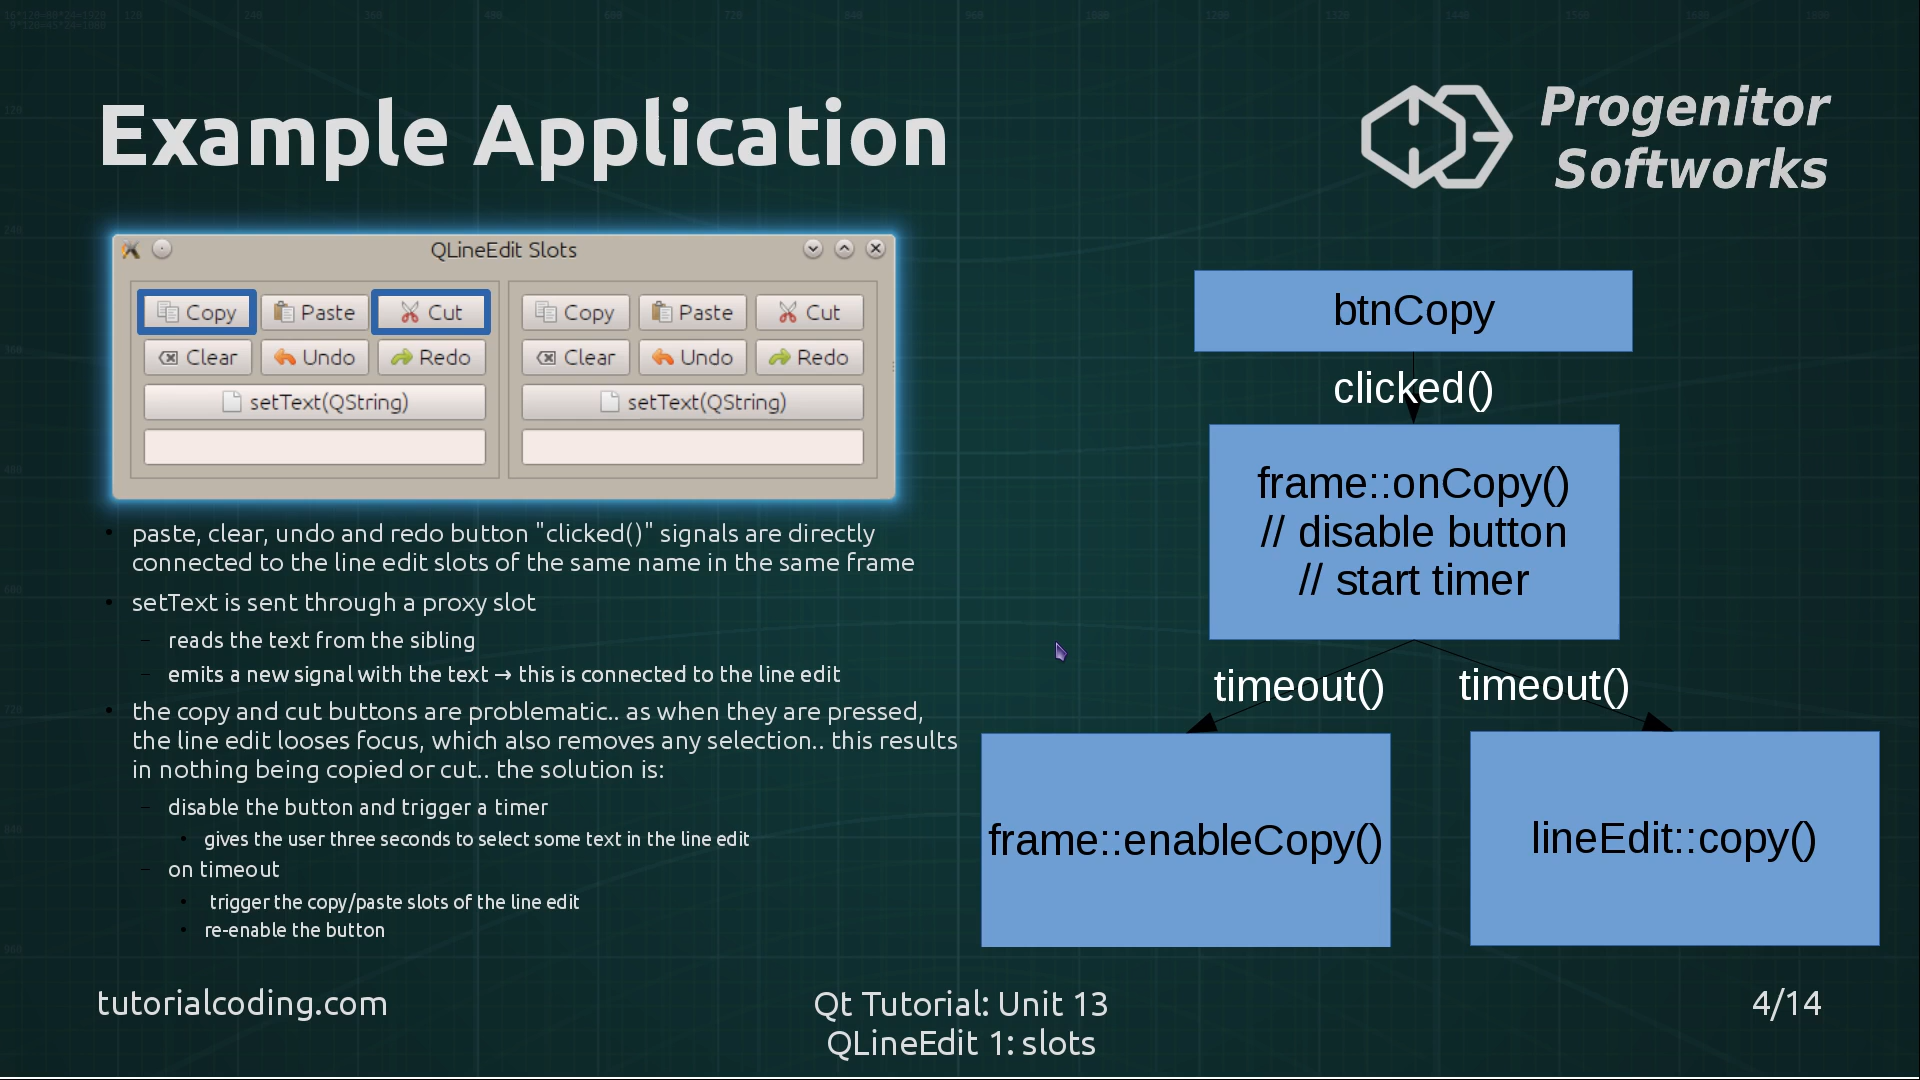 Example Application
Progenitor
Softworks
QLineEdit Slots
Copy Paste Cut
Clear Undo Redo
setText(QString)
Copy Paste Cut
Clear Undo Redo
setText(QString)
paste, clear, undo and redo button "clicked()" signals are directly
connected to the line edit slots of the same name in the same frame
setText is sent through a proxy slot
reads the text from the sibling
emits a new signal with the text → this is connected to the line edit
the copy and cut buttons are problematic.. as when they are pressed,
the line edit looses focus, which also removes any selection.. this results
in nothing being copied or cut.. the solution is:
disable the button and trigger a timer
gives the user three seconds to select some text in the line edit
on timeout
trigger the copy/paste slots of the line edit
re-enable the button
btnCopy
clicked()
frame::onCopy()
// disable button
// start timer
timeout() timeout()
frame::enableCopy()
lineEdit::copy()
tutorialcoding.com
Qt Tutorial: Unit 13
QLineEdit 1: slots
4/14